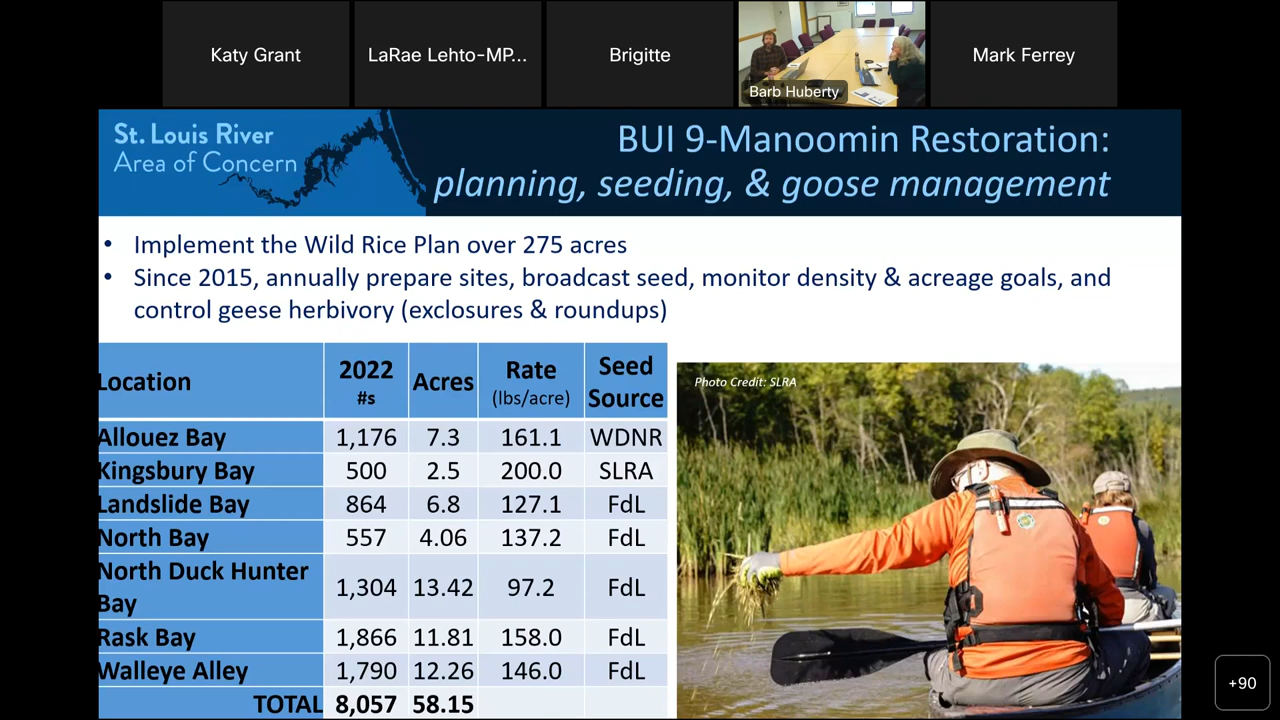 Katy Grant
LaRae Lehto-MP...
Brigitte
Barb Huberty
Mark Ferrey
St. Louis River
Area of Concern
BUI 9-Manoomin Restoration:
planning, seeding, & goose management
• Implement the Wild Rice Plan over 275 acres
• Since 2015, annually prepare sites, broadcast seed, monitor density & acreage goals, and
control geese herbivory (exclosures & roundups)
Location 2022 #s Acres Rate (lbs/acre) Seed Source
Allouez Bay 1,176 7.3 161.1 WDNR
Kingsbury Bay 500 2.5 200.0 SLRA
Landslide Bay 864 6.8 127.1 FdL
North Bay 557 4.06 137.2 FdL
North Duck Hunter Bay 1,304 13.42 97.2 FdL
Rask Bay 1,866 11.81 158.0 FdL
Walleye Alley 1,790 12.26 146.0 FdL
TOTAL 8,057 58.15
Photo Credit: SLRA
+90